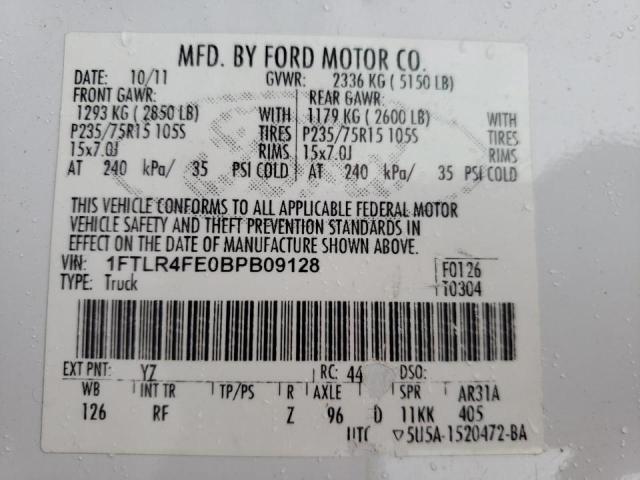 MFD. BY FORD MOTOR CO.
DATE: 10/11 GVWR: 2336 KG ( 5150 LB)
FRONT GAWR: REAR GAWR:
1293 KG ( 2850 LB) WITH 1179 KG ( 2600 LB) WITH
P235/75R15 105S TIRES P235/75R15 105S TIRES
15x7.0J RIMS 15x7.0J RIMS
AT 240 kPa/ 35 PSI COLD AT 240 kPa/ 35 PSI COLD
THIS VEHICLE CONFORMS TO ALL APPLICABLE FEDERAL MOTOR
VEHICLE SAFETY AND THEFT PREVENTION STANDARDS IN
EFFECT ON THE DATE OF MANUFACTURE SHOWN ABOVE.
VIN: 1FTLR4FE0BPB09128 F0126
TYPE: Truck T0304
EXT PNT: YZ RC: 44 DSO:
WB INT TR TP/PS R AXLE SPR AR31A
126 RF Z 96 D 11KK 405
UTC ▽5U5A-1520472-BA